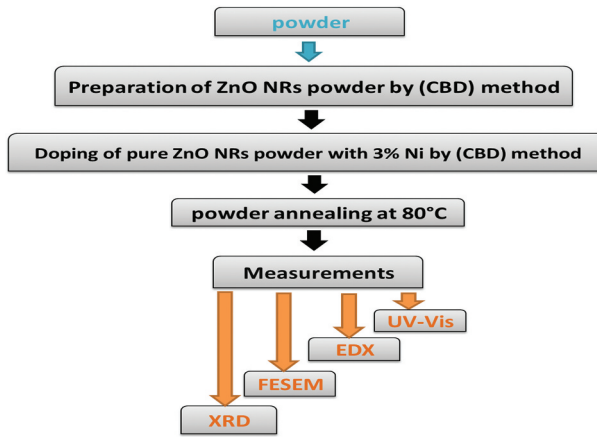 powder
Preparation of ZnO NRs powder by (CBD) method
Doping of pure ZnO NRs powder with 3% Ni by (CBD) method
powder annealing at 80°C
Measurements
UV-Vis
EDX
FESEM
XRD